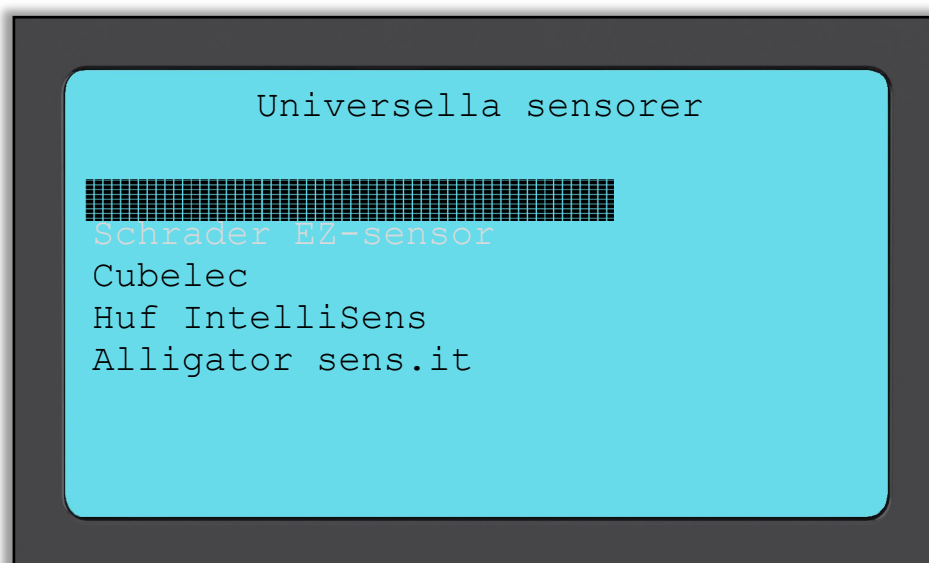 Universella sensorer
Schrader EZ-sensor
Cubelec
Huf IntelliSens
Alligator sens.it